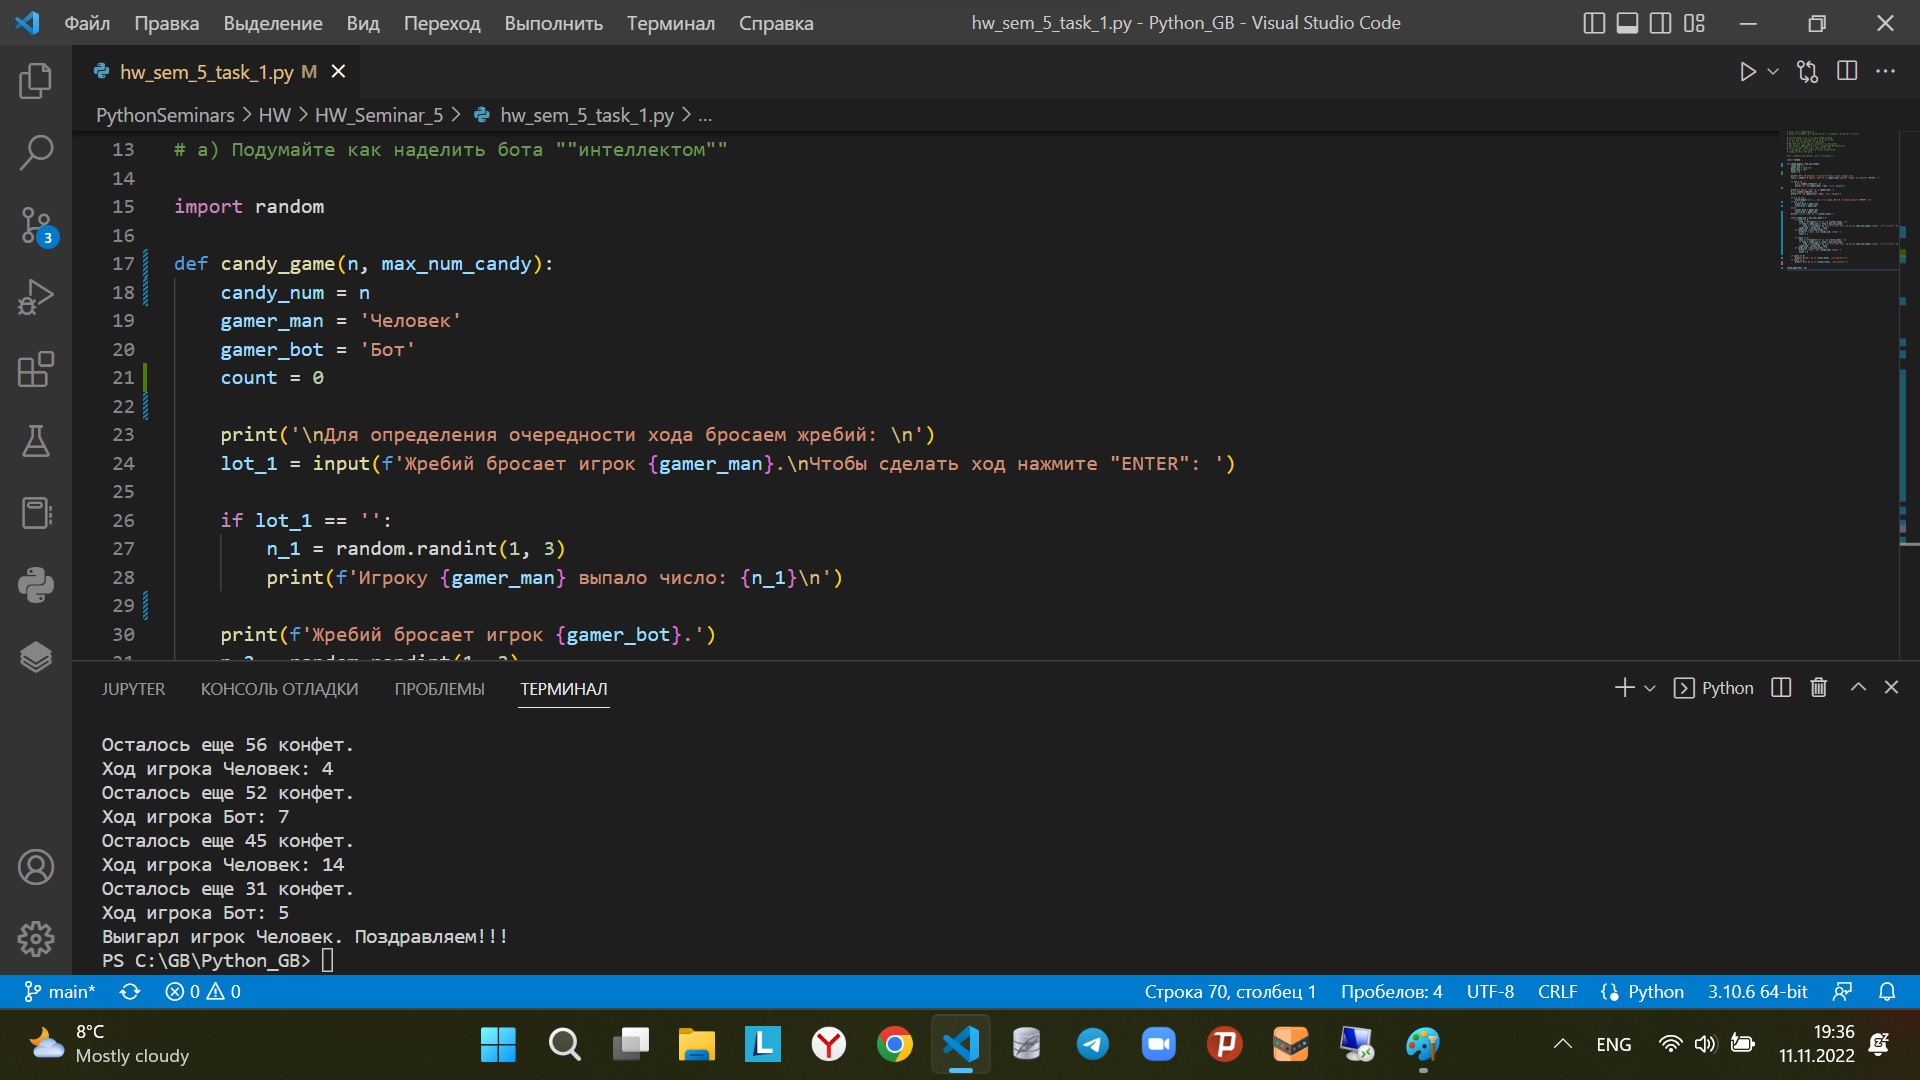 Файл Правка Выделение Вид Переход Выполнить Терминал Справка hw_sem_5_task_1.py - Python_GB - Visual Studio Code
hw_sem_5_task_1.py M
PythonSeminars > HW > HW_Seminar_5 > hw_sem_5_task_1.py > ...
13 # a) Подумайте как наделить бота ""интеллектом""
14
15 import random
16
17 def candy_game(n, max_num_candy):
18 candy_num = n
19 gamer_man = 'Человек'
20 gamer_bot = 'Бот'
21 count = 0
22
23 print('\nДля определения очередности хода бросаем жребий: \n')
24 lot_1 = input(f'Жребий бросает игрок {gamer_man}.\nЧтобы сделать ход нажмите "ENTER": ')
25
26 if lot_1 == '':
27 n_1 = random.randint(1, 3)
28 print(f'Игроку {gamer_man} выпало число: {n_1}\n')
29
30 print(f'Жребий бросает игрок {gamer_bot}.')
3
JUPYTER КОНСОЛЬ ОТЛАДКИ ПРОБЛЕМЫ ТЕРМИНАЛ Python
Осталось еще 56 конфет.
Ход игрока Человек: 4
Осталось еще 52 конфет.
Ход игрока Бот: 7
Осталось еще 45 конфет.
Ход игрока Человек: 14
Осталось еще 31 конфет.
Ход игрока Бот: 5
Выигарл игрок Человек. Поздравляем!!!
PS C:\GB\Python_GB>
main* 0 0 Строка 70, столбец 1 Пробелов: 4 UTF-8 CRLF Python 3.10.6 64-bit
8°C
Mostly cloudy
ENG
19:36
11.11.2022